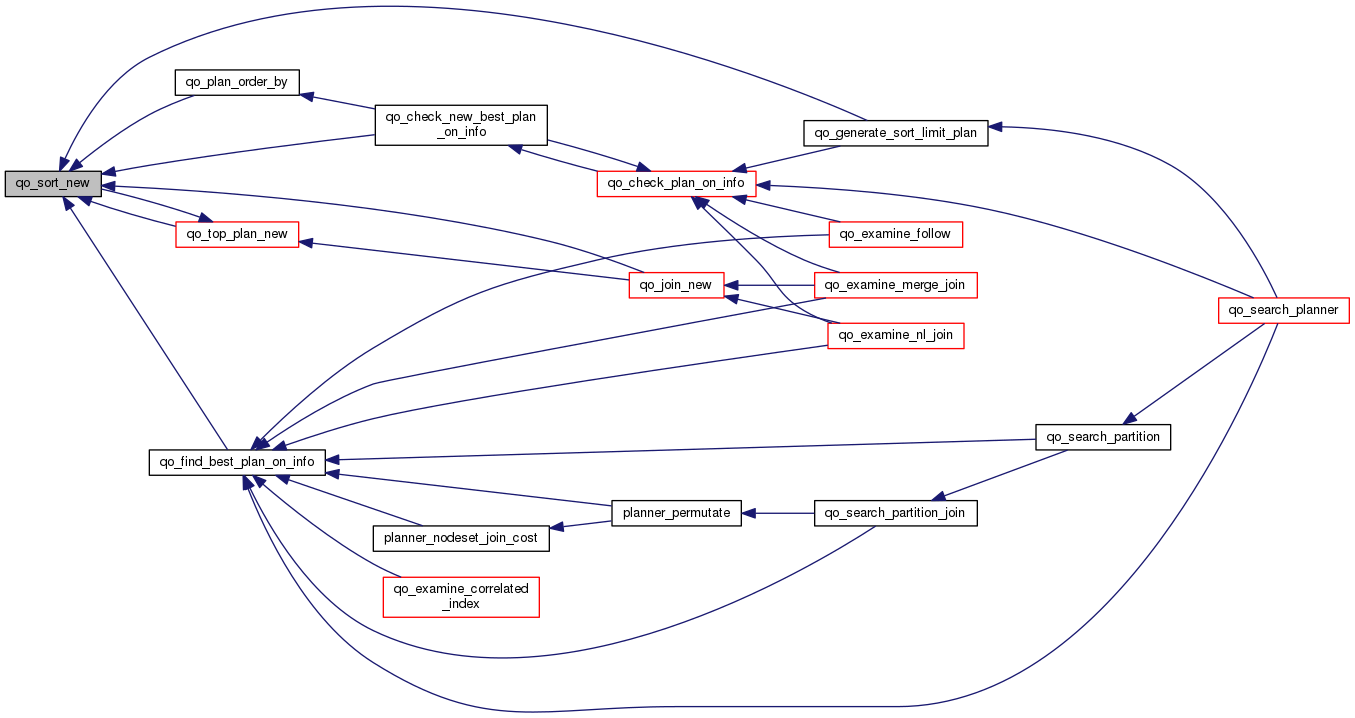 qo_plan_order_by
qo_check_new_best_plan
_on_info
qo_generate_sort_limit_plan
qo_sort_new
qo_check_plan_on_info
qo_top_plan_new
qo_examine_follow
qo_join_new
qo_examine_merge_join
qo_search_planner
qo_examine_nl_join
qo_search_partition
qo_find_best_plan_on_info
planner_permutate
qo_search_partition_join
planner_nodeset_join_cost
qo_examine_correlated
_index